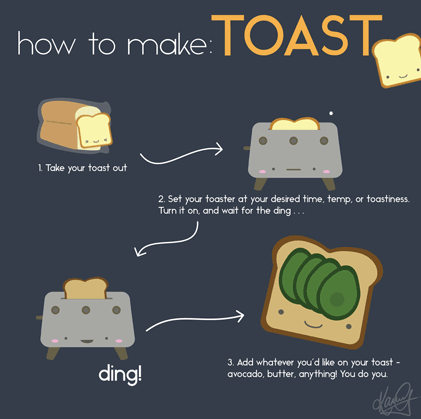 how to make: TOAST
1. Take your toast out
2. Set your toaster at your desired time, temp, or toastiness.
Turn it on, and wait for the ding . . .
ding!
3. Add whatever you'd like on your toast -
avocado, butter, anything! You do you.